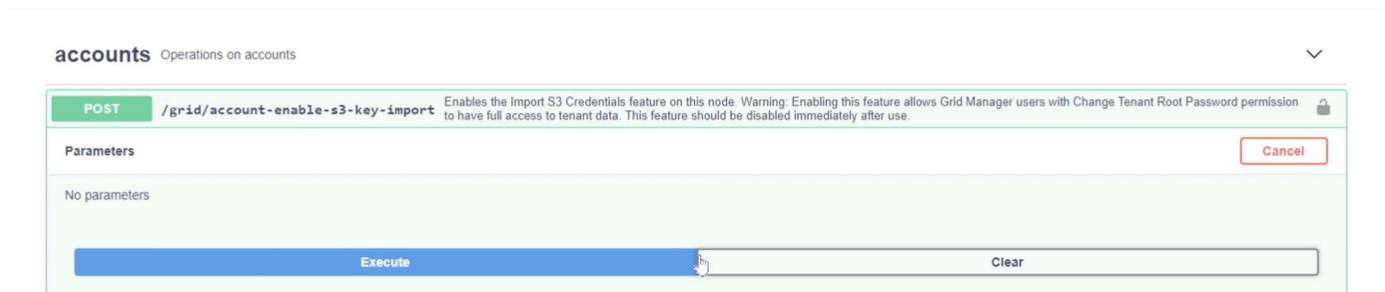 accounts Operations on accounts
POST /grid/account-enable-s3-key-import Enables the Import S3 Credentials feature on this node. Warning: Enabling this feature allows Grid Manager users with Change Tenant Root Password permission
to have full access to tenant data. This feature should be disabled immediately after use.
Parameters Cancel
No parameters
Execute Clear